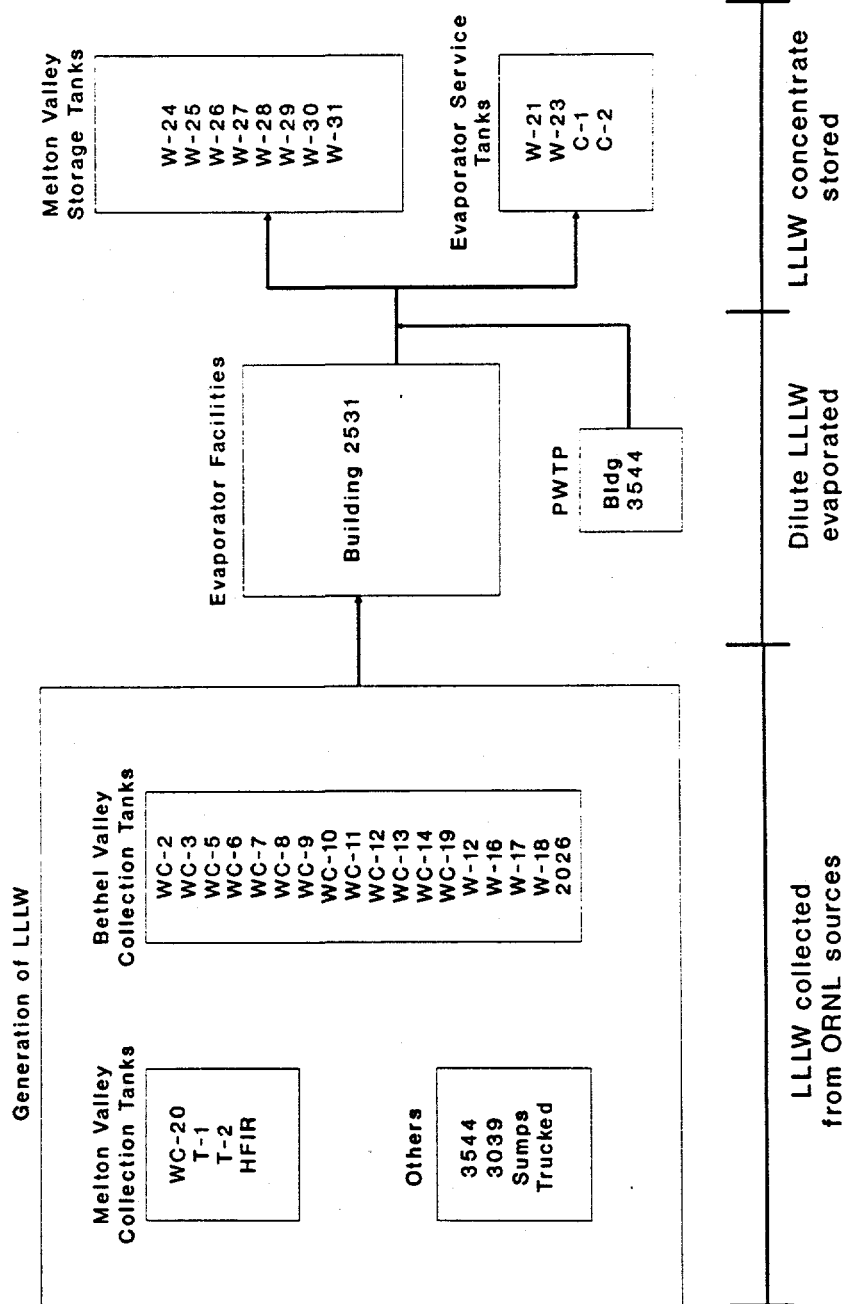 Generation of LLLW
Melton Valley
Collection Tanks
WC-20
T-1
T-2
HFIR
Others
3544
3039
Sumps
Trucked
Bethel Valley
Collection Tanks
WC-2
WC-3
WC-5
WC-6
WC-7
WC-8
WC-9
WC-10
WC-11
WC-12
WC-13
WC-14
WC-19
W-12
W-16
W-17
W-18
2026
Evaporator Facilities
Building 2531
PWTP
Bldg
3544
Melton Valley
Storage Tanks
W-24
W-25
W-26
W-27
W-28
W-29
W-30
W-31
Evaporator Service
Tanks
W-21
W-23
C-1
C-2
LLLW collected
from ORNL sources
Dilute LLLW
evaporated
LLLW concentrate
stored